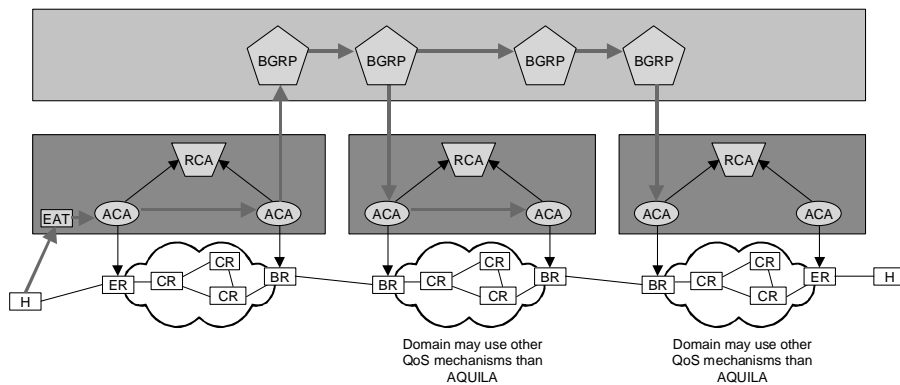 BGRP BGRP BGRP BGRP
RCA RCA RCA
EAT ACA ACA ACA ACA ACA ACA
H ER CR CR CR BR BR CR CR CR BR BR CR CR CR ER H
Domain may use other
QoS mechanisms than
AQUILA
Domain may use other
QoS mechanisms than
AQUILA